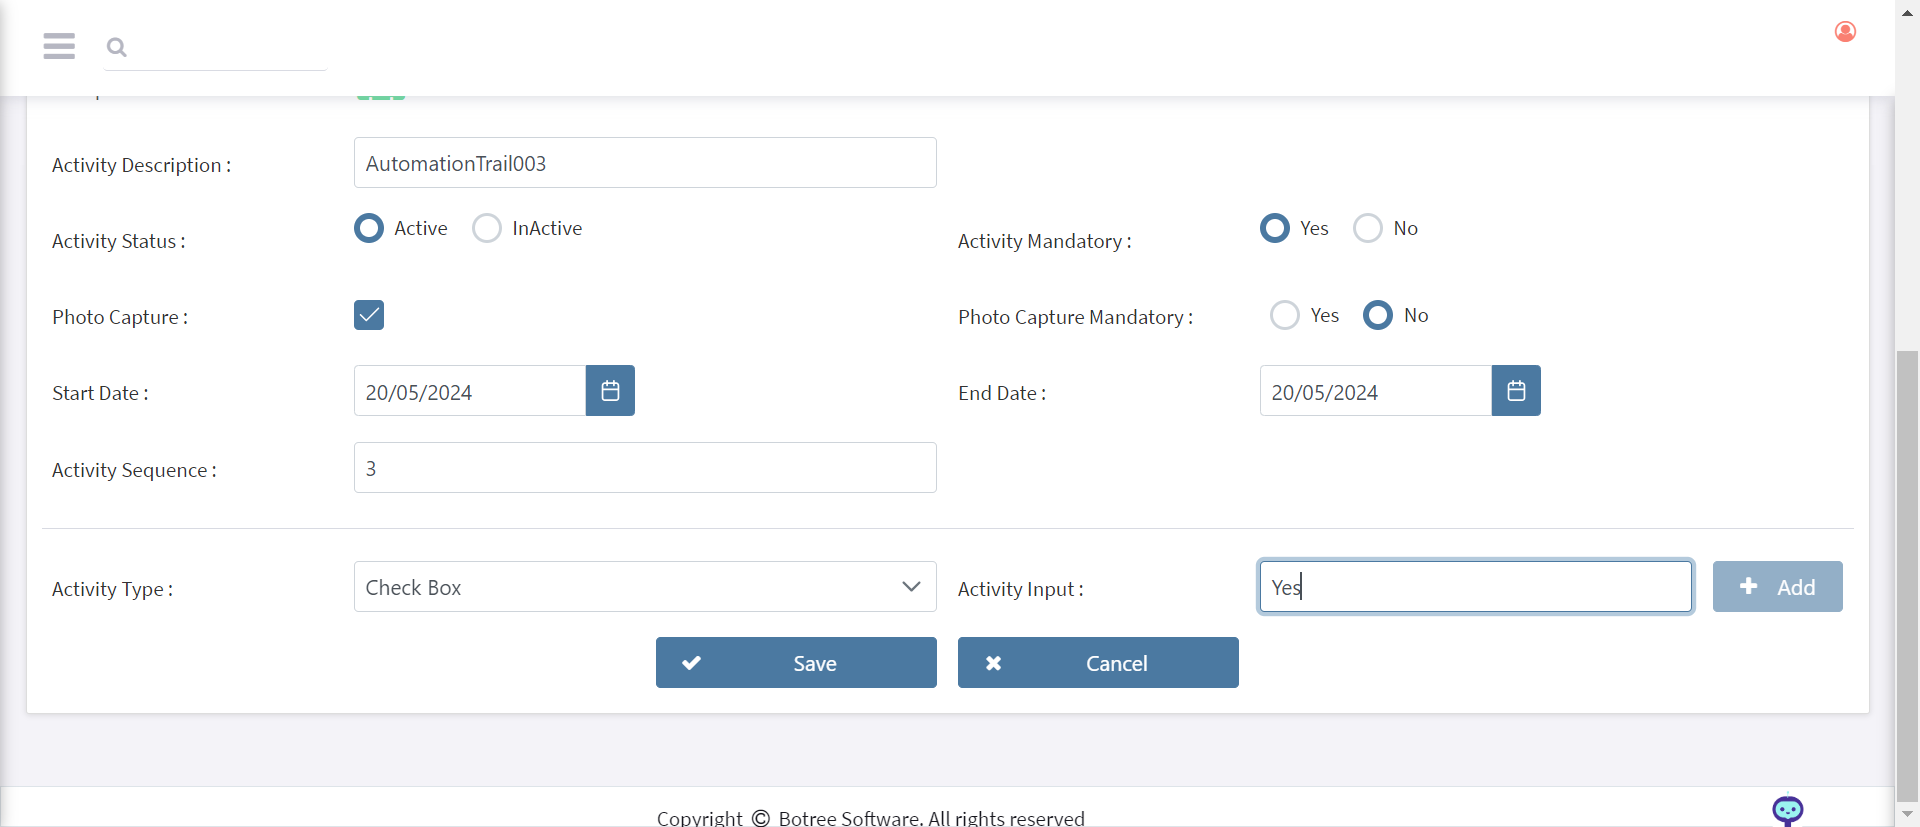 Activity Description : AutomationTrail003
Activity Status : Active InActive Activity Mandatory : Yes No
Photo Capture : Photo Capture Mandatory : Yes No
Start Date : 20/05/2024 End Date : 20/05/2024
Activity Sequence : 3
Activity Type : Check Box Activity Input : Yes Add
Save Cancel
Copyright © Botree Software. All rights reserved